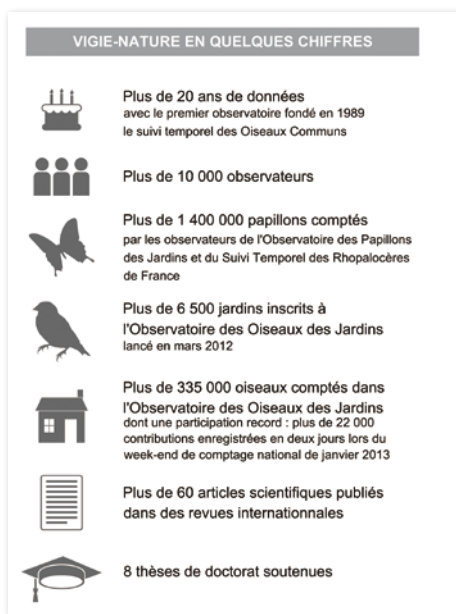 VIGIE-NATURE EN QUELQUES CHIFFRES
Plus de 20 ans de données
avec le premier observatoire fondé en 1989
le suivi temporel des Oiseaux Communs
Plus de 10 000 observateurs
Plus de 1 400 000 papillons comptés
par les observateurs de l'Observatoire des Papillons
des Jardins et du Suivi Temporel des Rhopalocères
de France
Plus de 6 500 jardins inscrits à
l'Observatoire des Oiseaux des Jardins
lancé en mars 2012
Plus de 335 000 oiseaux comptés dans
l'Observatoire des Oiseaux des Jardins
dont une participation record : plus de 22 000
contributions enregistrées en deux jours lors du
week-end de comptage national de janvier 2013
Plus de 60 articles scientifiques publiés
dans des revues internationnales
8 thèses de doctorat soutenues